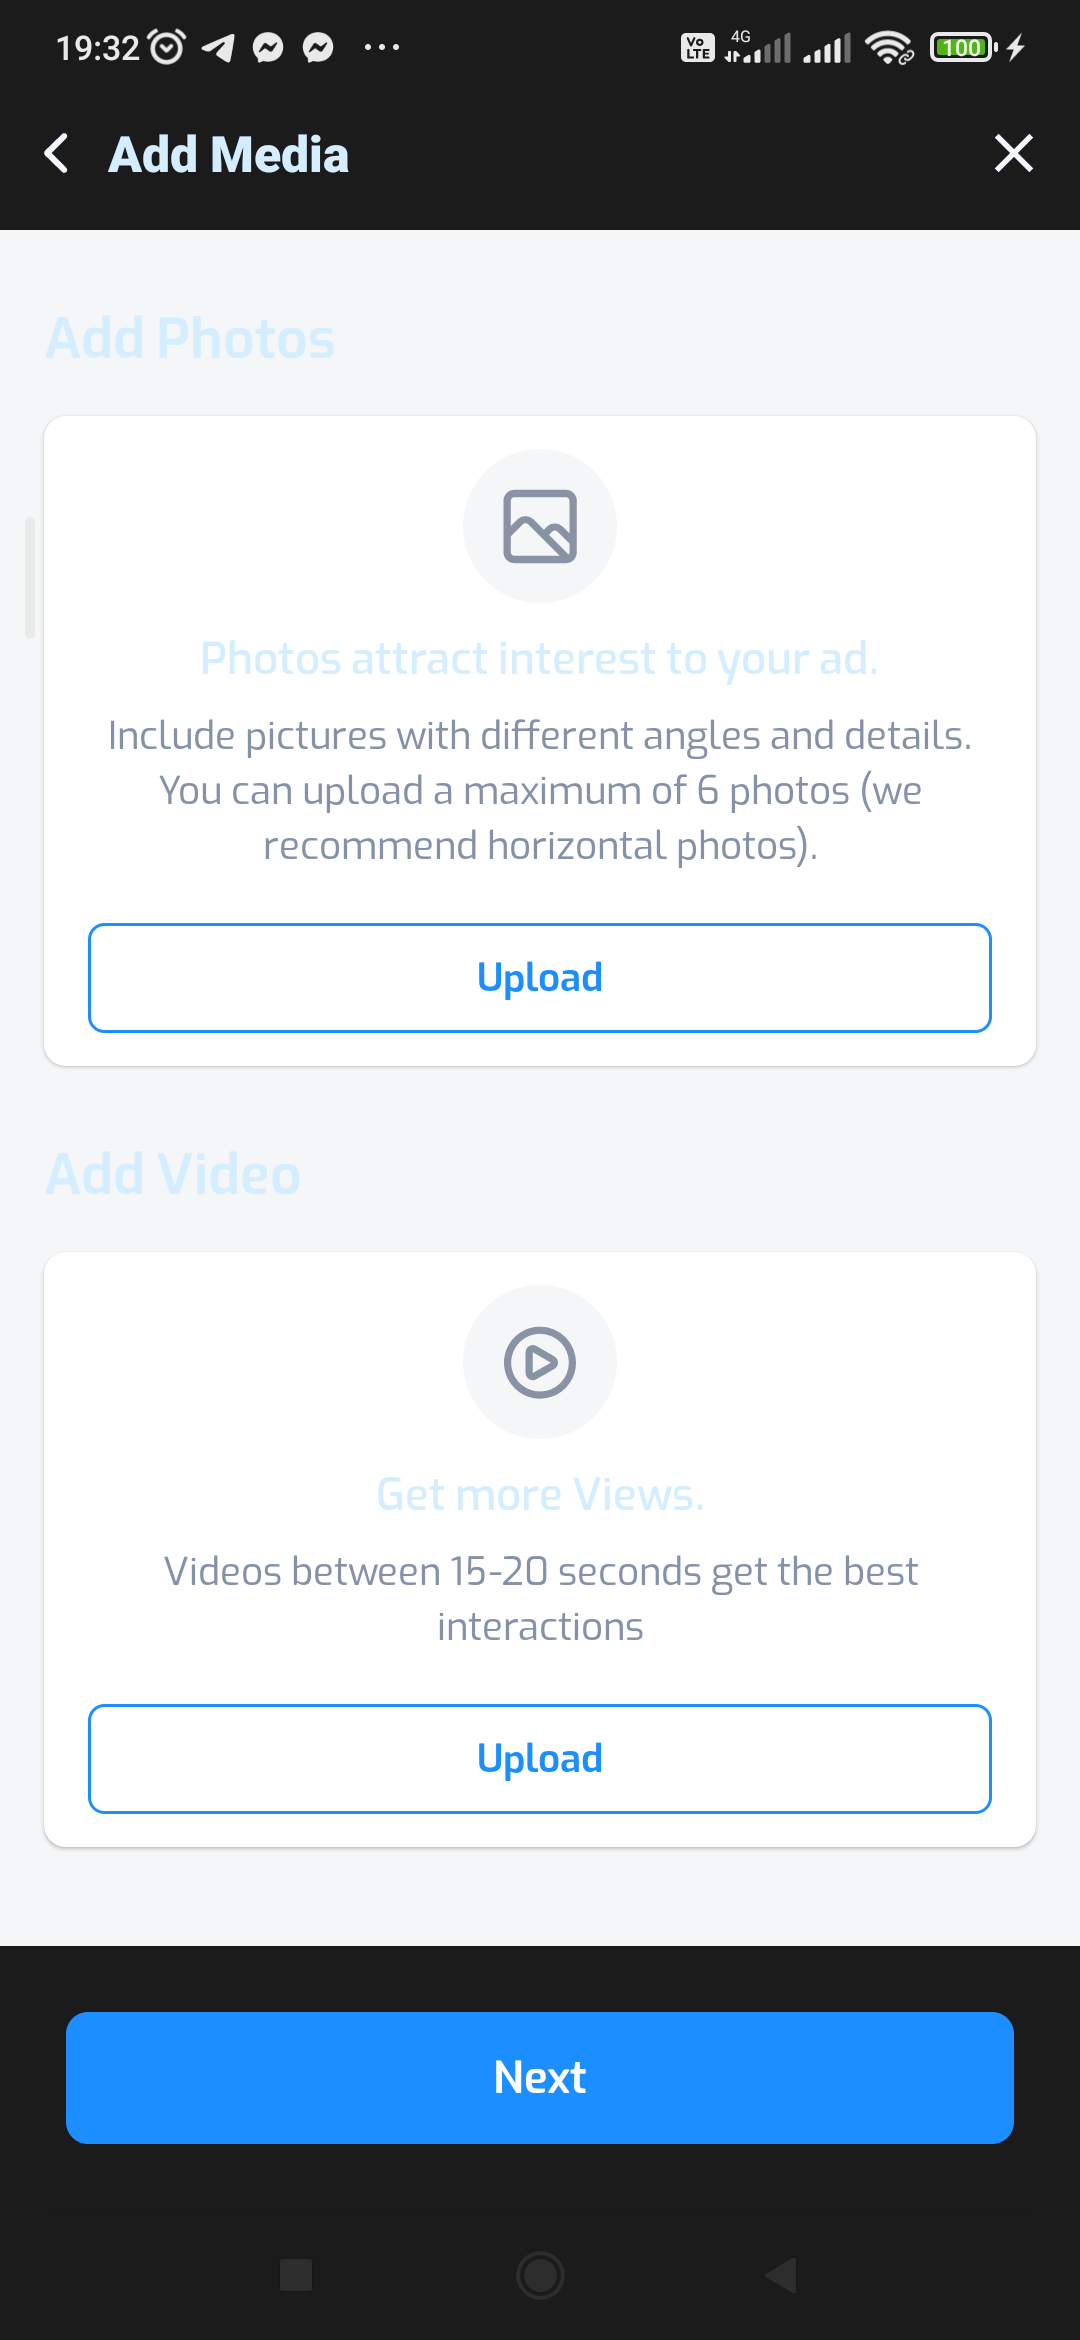 19:32
Vo LTE
4G
100
Add Media
Add Photos
Photos attract interest to your ad.
Include pictures with different angles and details.
You can upload a maximum of 6 photos (we
recommend horizontal photos).
Upload
Add Video
Get more Views.
Videos between 15-20 seconds get the best
interactions
Upload
Next